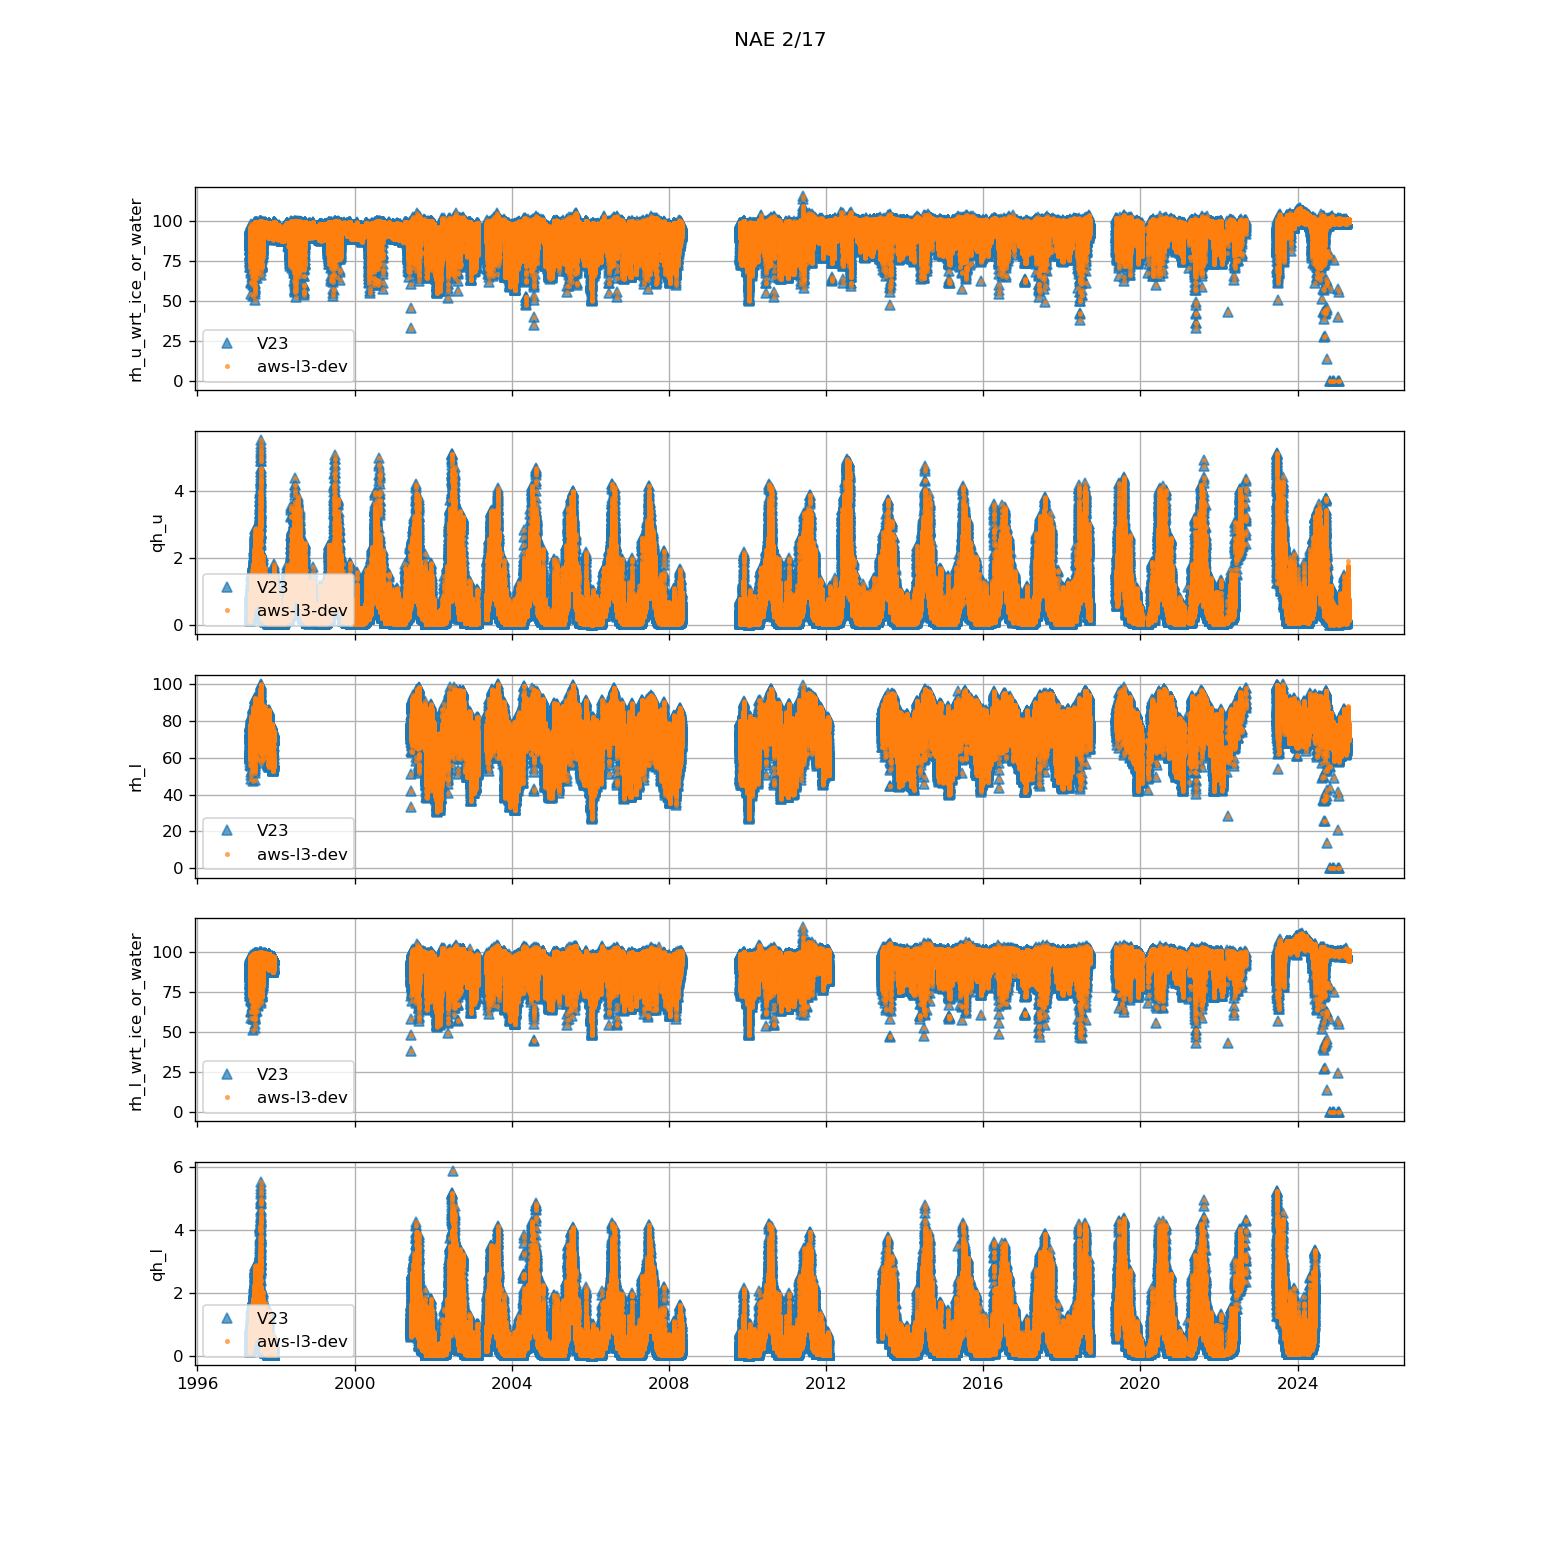 NAE 2/17
rh_u_wrt_ice_or_water
100
75
50
25
0
V23
aws-l3-dev
qh_u
4
2
0
V23
aws-l3-dev
rh_l
100
80
60
40
20
0
V23
aws-l3-dev
rh_l_wrt_ice_or_water
100
75
50
25
0
V23
aws-l3-dev
qh_l
6
4
2
0
V23
aws-l3-dev
1996 2000 2004 2008 2012 2016 2020 2024